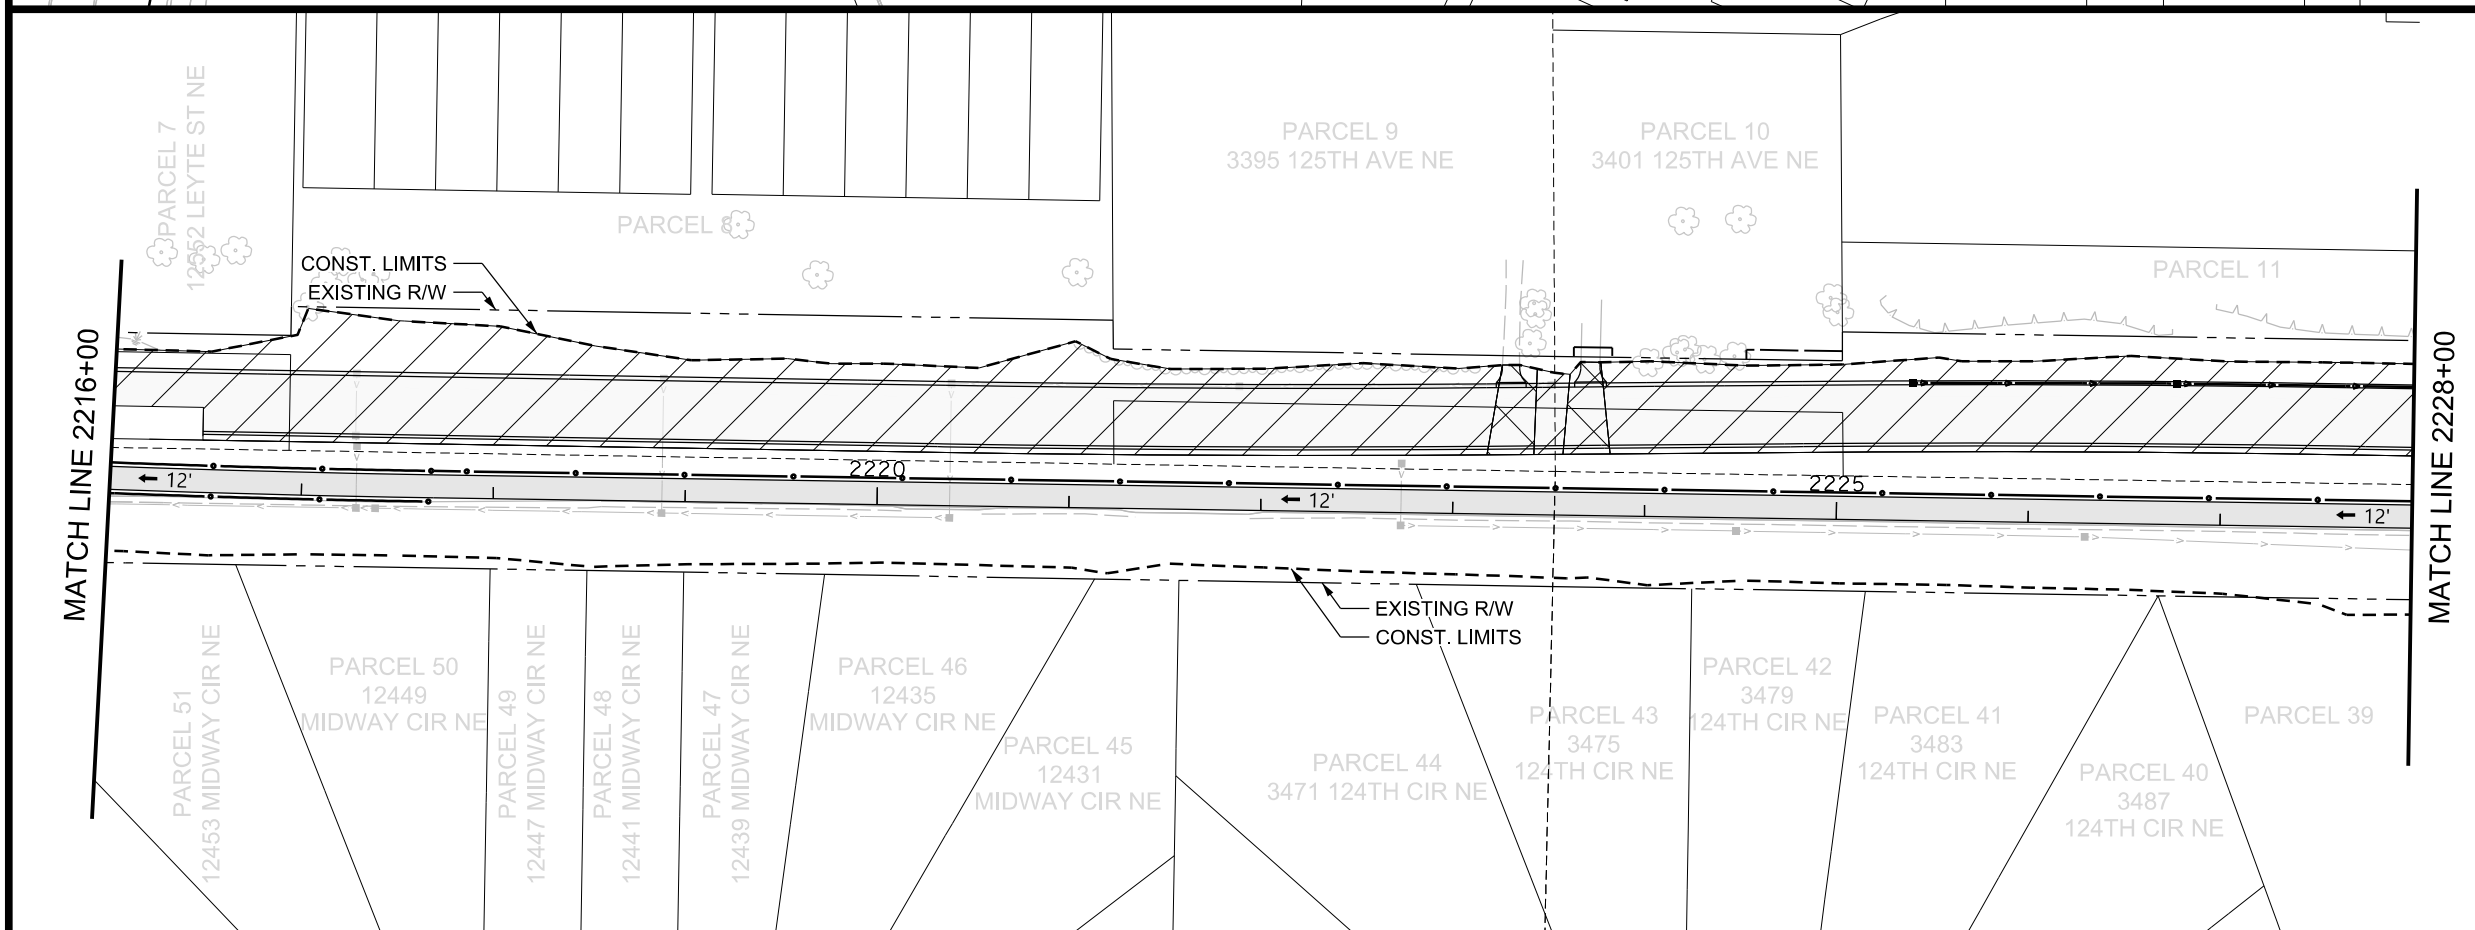 PARCEL 7
12552 LEYTE ST NE
PARCEL 8
PARCEL 9
3395 125TH AVE NE
PARCEL 10
3401 125TH AVE NE
PARCEL 11
CONST. LIMITS
EXISTING R/W
MATCH LINE 2216+00
MATCH LINE 2228+00
2220
2225
12'
12'
12'
EXISTING R/W
CONST. LIMITS
PARCEL 51
12453 MIDWAY CIR NE
PARCEL 50
12449
MIDWAY CIR NE
PARCEL 49
12447 MIDWAY CIR NE
PARCEL 48
12441 MIDWAY CIR NE
PARCEL 47
12439 MIDWAY CIR NE
PARCEL 46
12435
MIDWAY CIR NE
PARCEL 45
12431
MIDWAY CIR NE
PARCEL 44
3471 124TH CIR NE
PARCEL 43
3475
124TH CIR NE
PARCEL 42
3479
124TH CIR NE
PARCEL 41
3483
124TH CIR NE
PARCEL 40
3487
124TH CIR NE
PARCEL 39